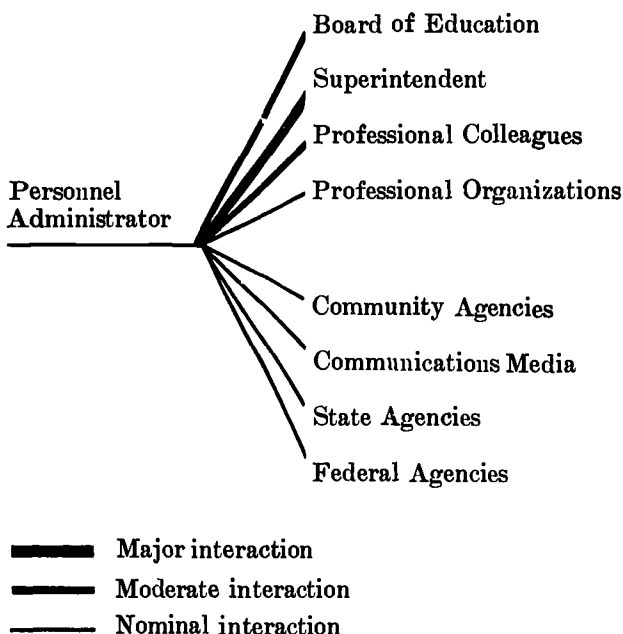 Board of Education
Superintendent
Professional Colleagues
Personnel
Administrator
Professional Organizations
Community Agencies
Communications Media
State Agencies
Federal Agencies
Major interaction
Moderate interaction
Nominal interaction